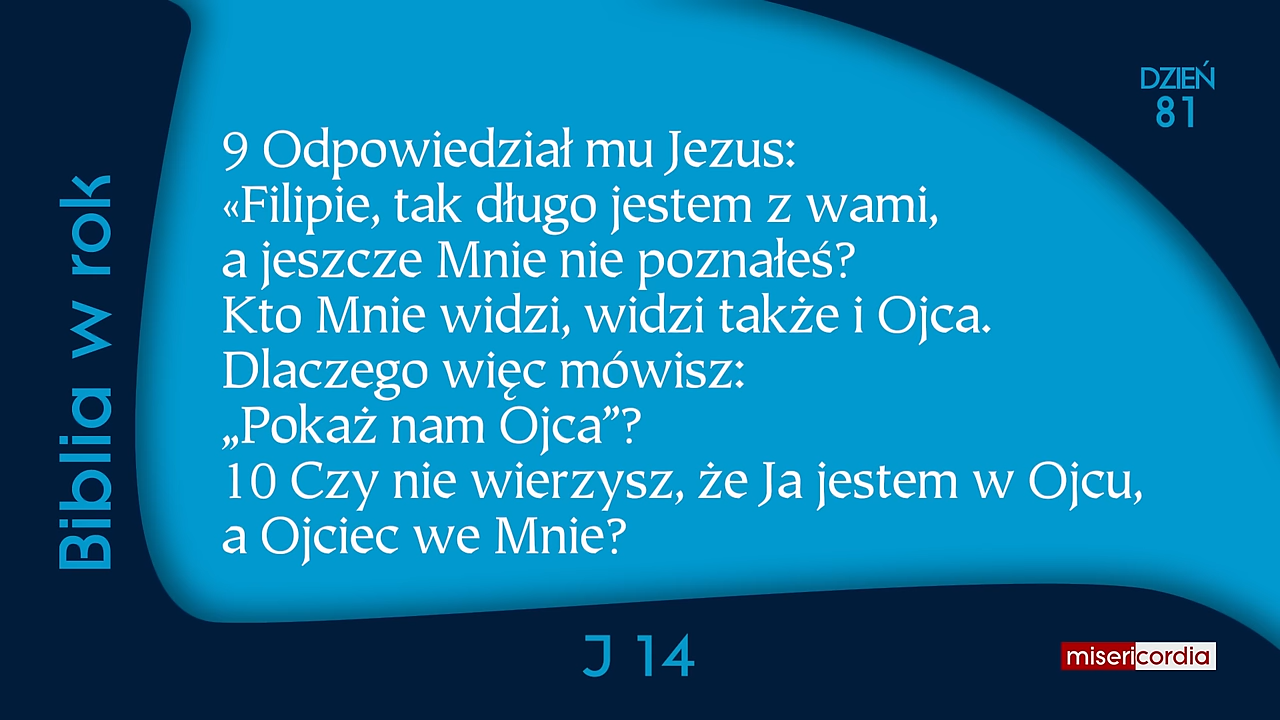 DZIEŃ
81
Biblia w rok
9 Odpowiedział mu Jezus:
«Filipie, tak długo jestem z wami,
a jeszcze Mnie nie poznałeś?
Kto Mnie widzi, widzi także i Ojca.
Dlaczego więc mówisz:
„Pokaż nam Ojca”?
10 Czy nie wierzysz, że Ja jestem w Ojcu,
a Ojciec we Mnie?
J 14
misericordia